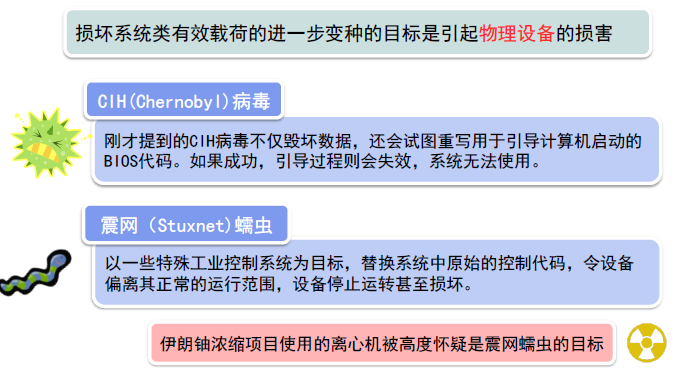 损坏系统类有效载荷的进一步变种的目标是引起物理设备的损害
CIH(Chernobyl)病毒
刚才提到的CIH病毒不仅毁坏数据，还会试图重写用于引导计算机启动的
BIOS代码。如果成功，引导过程则会失效，系统无法使用。
震网（Stuxnet)蠕虫
以一些特殊工业控制系统为目标，替换系统中原始的控制代码，令设备
偏离其正常的运行范围，设备停止运转甚至损坏。
伊朗铀浓缩项目使用的离心机被高度怀疑是震网蠕虫的目标